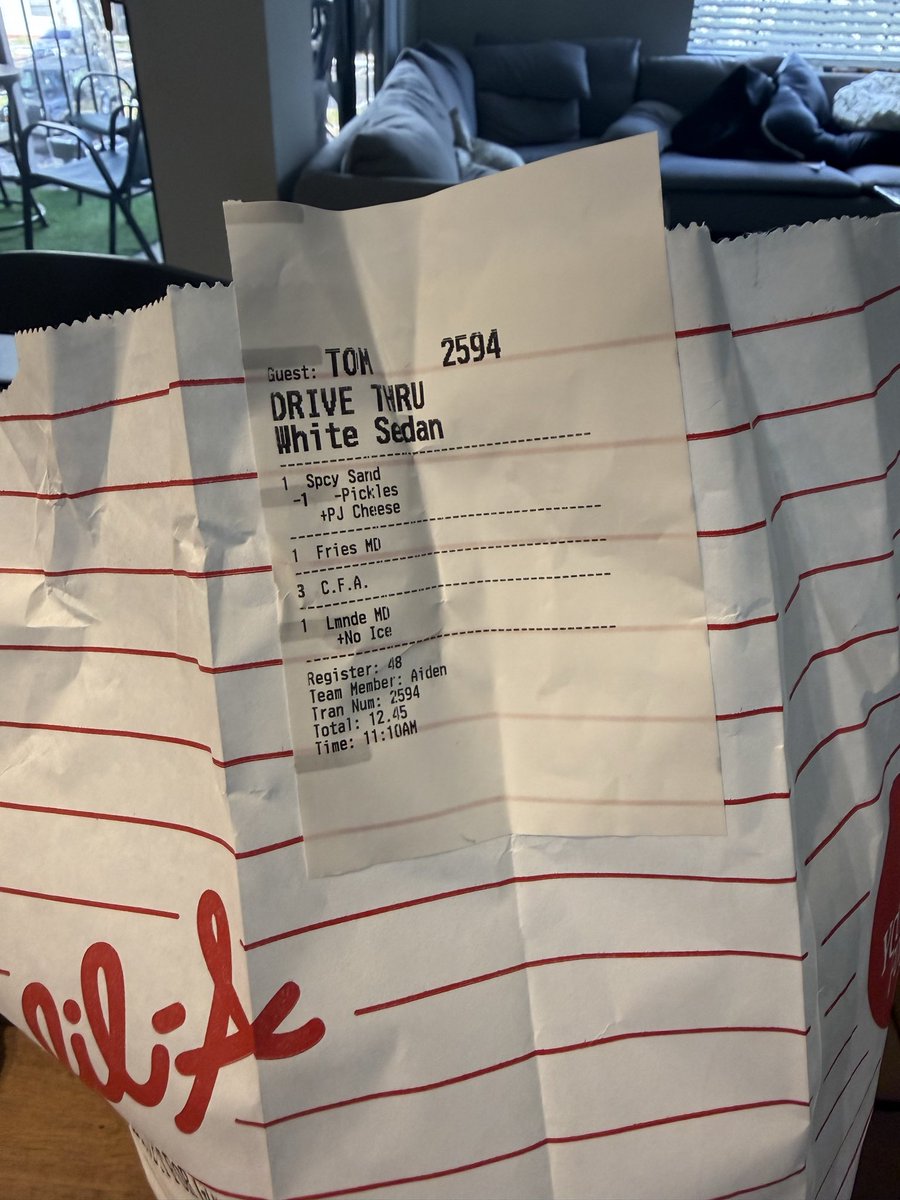 Guest: TOM 2594
DRIVE THRU
White Sedan
1 Spcy Sand
-1 -Pickles
+PJ Cheese
1 Fries MD
3 C.F.A.
1 Lmnde MD
+No Ice
Register: 48
Team Member: Aiden
Tran Num: 2594
Total: 12.45
Time: 11:10AM
fil-A